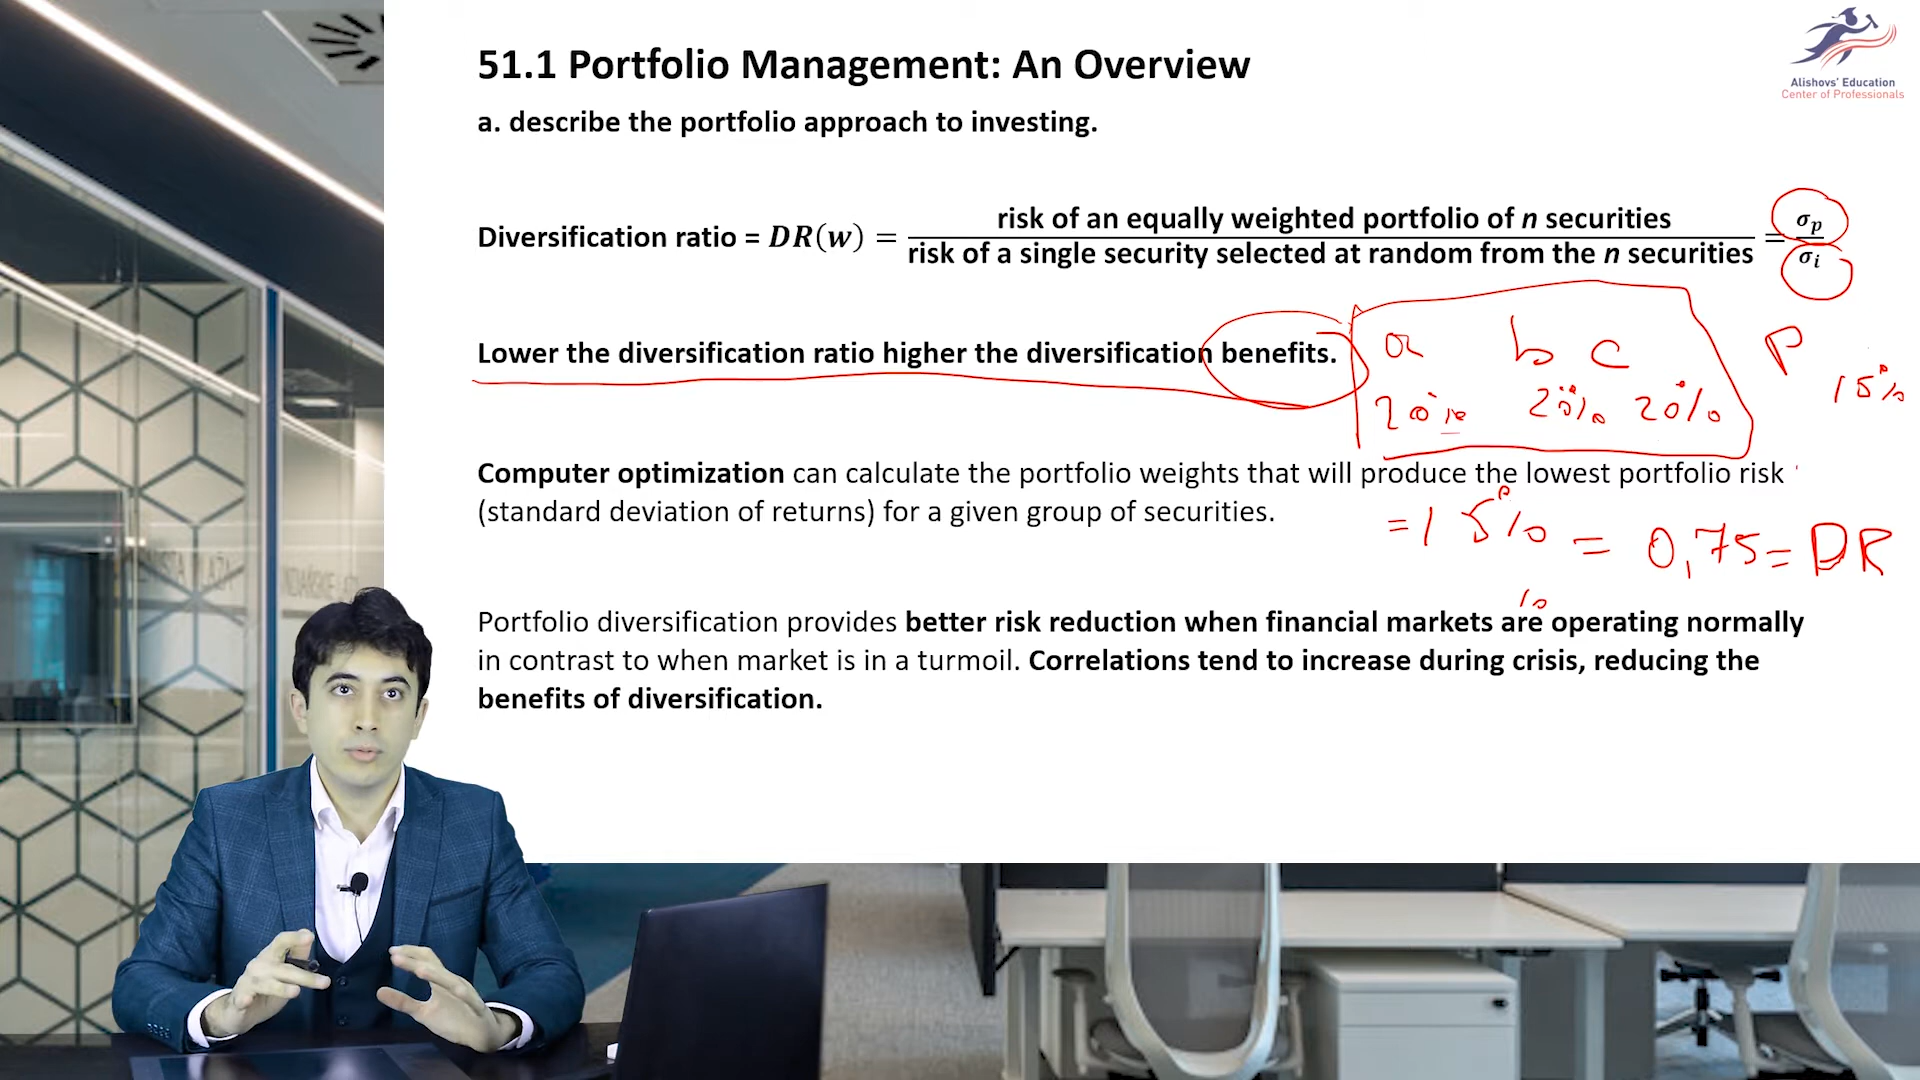 51.1 Portfolio Management: An Overview
Alishovs' Education
Center of Professionals
a. describe the portfolio approach to investing.
Diversification ratio = DR(w) = risk of an equally weighted portfolio of n securities / risk of a single security selected at random from the n securities = σp / σi
Lower the diversification ratio higher the diversification benefits.
a b c P
20% 20% 20% 15%
Computer optimization can calculate the portfolio weights that will produce the lowest portfolio risk
(standard deviation of returns) for a given group of securities.
= 15% = 0,75 = DR
Portfolio diversification provides better risk reduction when financial markets are operating normally
in contrast to when market is in a turmoil. Correlations tend to increase during crisis, reducing the
benefits of diversification.